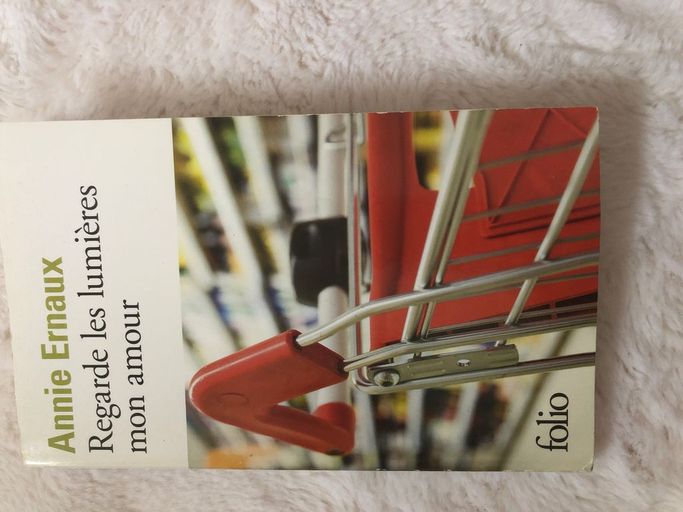 Annie Ernaux
Regarde les lumières
mon amour
folio